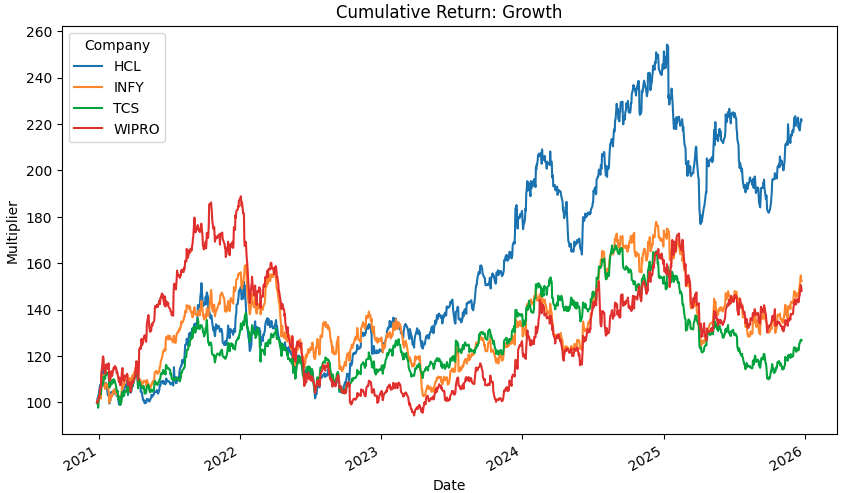 Cumulative Return: Growth
260
240
220
200
180
160
140
120
100
Multiplier
Company
HCL
INFY
TCS
WIPRO
2021
2022
2023
2024
2025
2026
Date